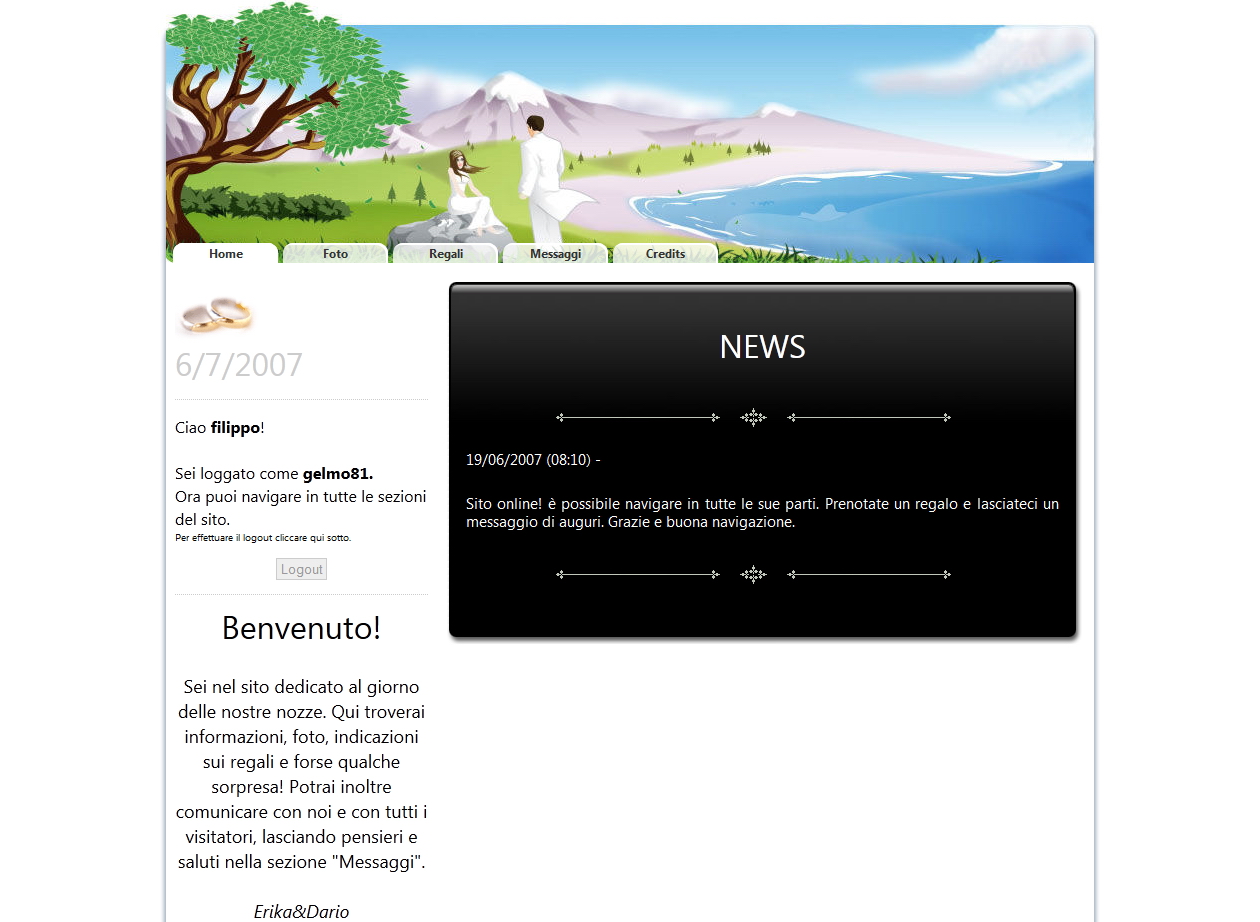 Home Foto Regali Messaggi Credits
6/7/2007
Ciao filippo!
Sei loggato come gelmo81.
Ora puoi navigare in tutte le sezioni
del sito.
Per effettuare il logout cliccare qui sotto.
Logout
Benvenuto!
Sei nel sito dedicato al giorno
delle nostre nozze. Qui troverai
informazioni, foto, indicazioni
sui regali e forse qualche
sorpresa! Potrai inoltre
comunicare con noi e con tutti i
visitatori, lasciando pensieri e
saluti nella sezione "Messaggi".
Erika&Dario
NEWS
19/06/2007 (08:10) -
Sito online! è possibile navigare in tutte le sue parti. Prenotate un regalo e lasciateci un
messaggio di auguri. Grazie e buona navigazione.